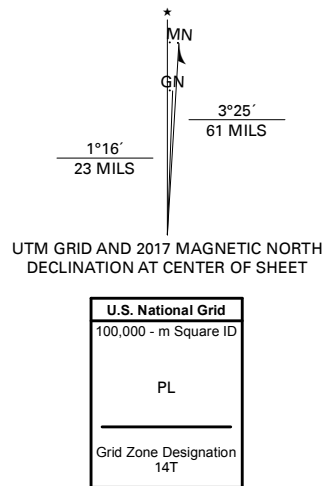 ★
MN
GN
3°25´
61 MILS
1°16´
23 MILS
UTM GRID AND 2017 MAGNETIC NORTH
DECLINATION AT CENTER OF SHEET
U.S. National Grid
100,000 - m Square ID
PL
Grid Zone Designation
14T